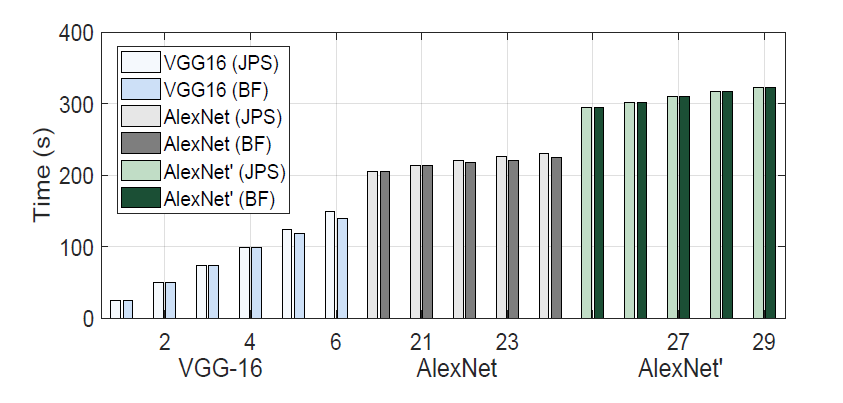 400
300
200
100
0
Time (s)
VGG16 (JPS)
VGG16 (BF)
AlexNet (JPS)
AlexNet (BF)
AlexNet' (JPS)
AlexNet' (BF)
2 4 6 21 23 27 29
VGG-16 AlexNet AlexNet'